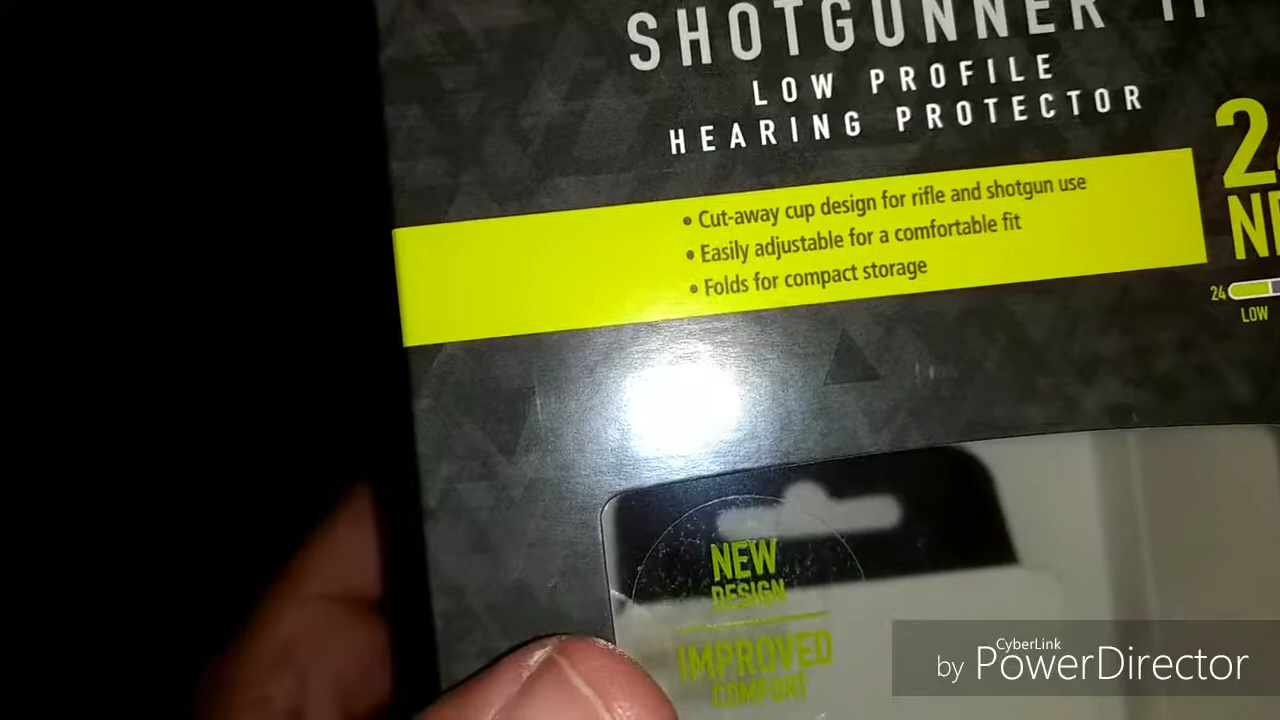 SHOTGUNNER
LOW PROFILE
HEARING PROTECTOR
• Cut-away cup design for rifle and shotgun use
• Easily adjustable for a comfortable fit
• Folds for compact storage
24
LOW
NEW
DESIGN
IMPROVED
COMFORT
CyberLink
by PowerDirector